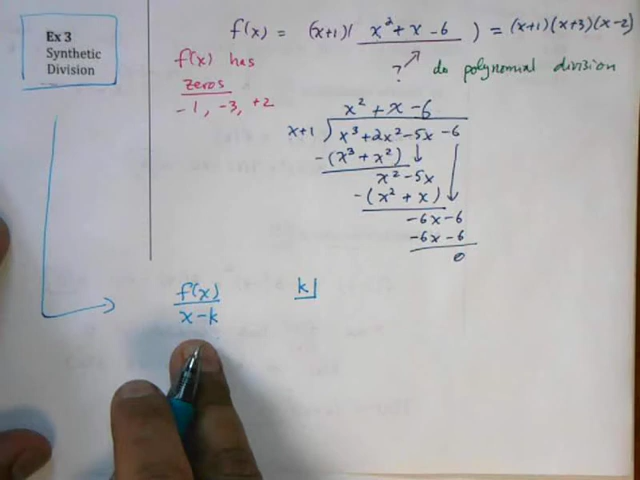 Ex 3
Synthetic
Division
f(x) = (x+1)( x² + x - 6 ) = (x+1)(x+3)(x-2)
f(x) has
zeros
-1, -3, +2
? do polynomial division
x² + x - 6
x+1 ) x³ + 2x² - 5x - 6
-(x³ + x²)
x² - 5x
-(x² + x)
-6x - 6
-6x - 6
0
f(x)
x - k
k